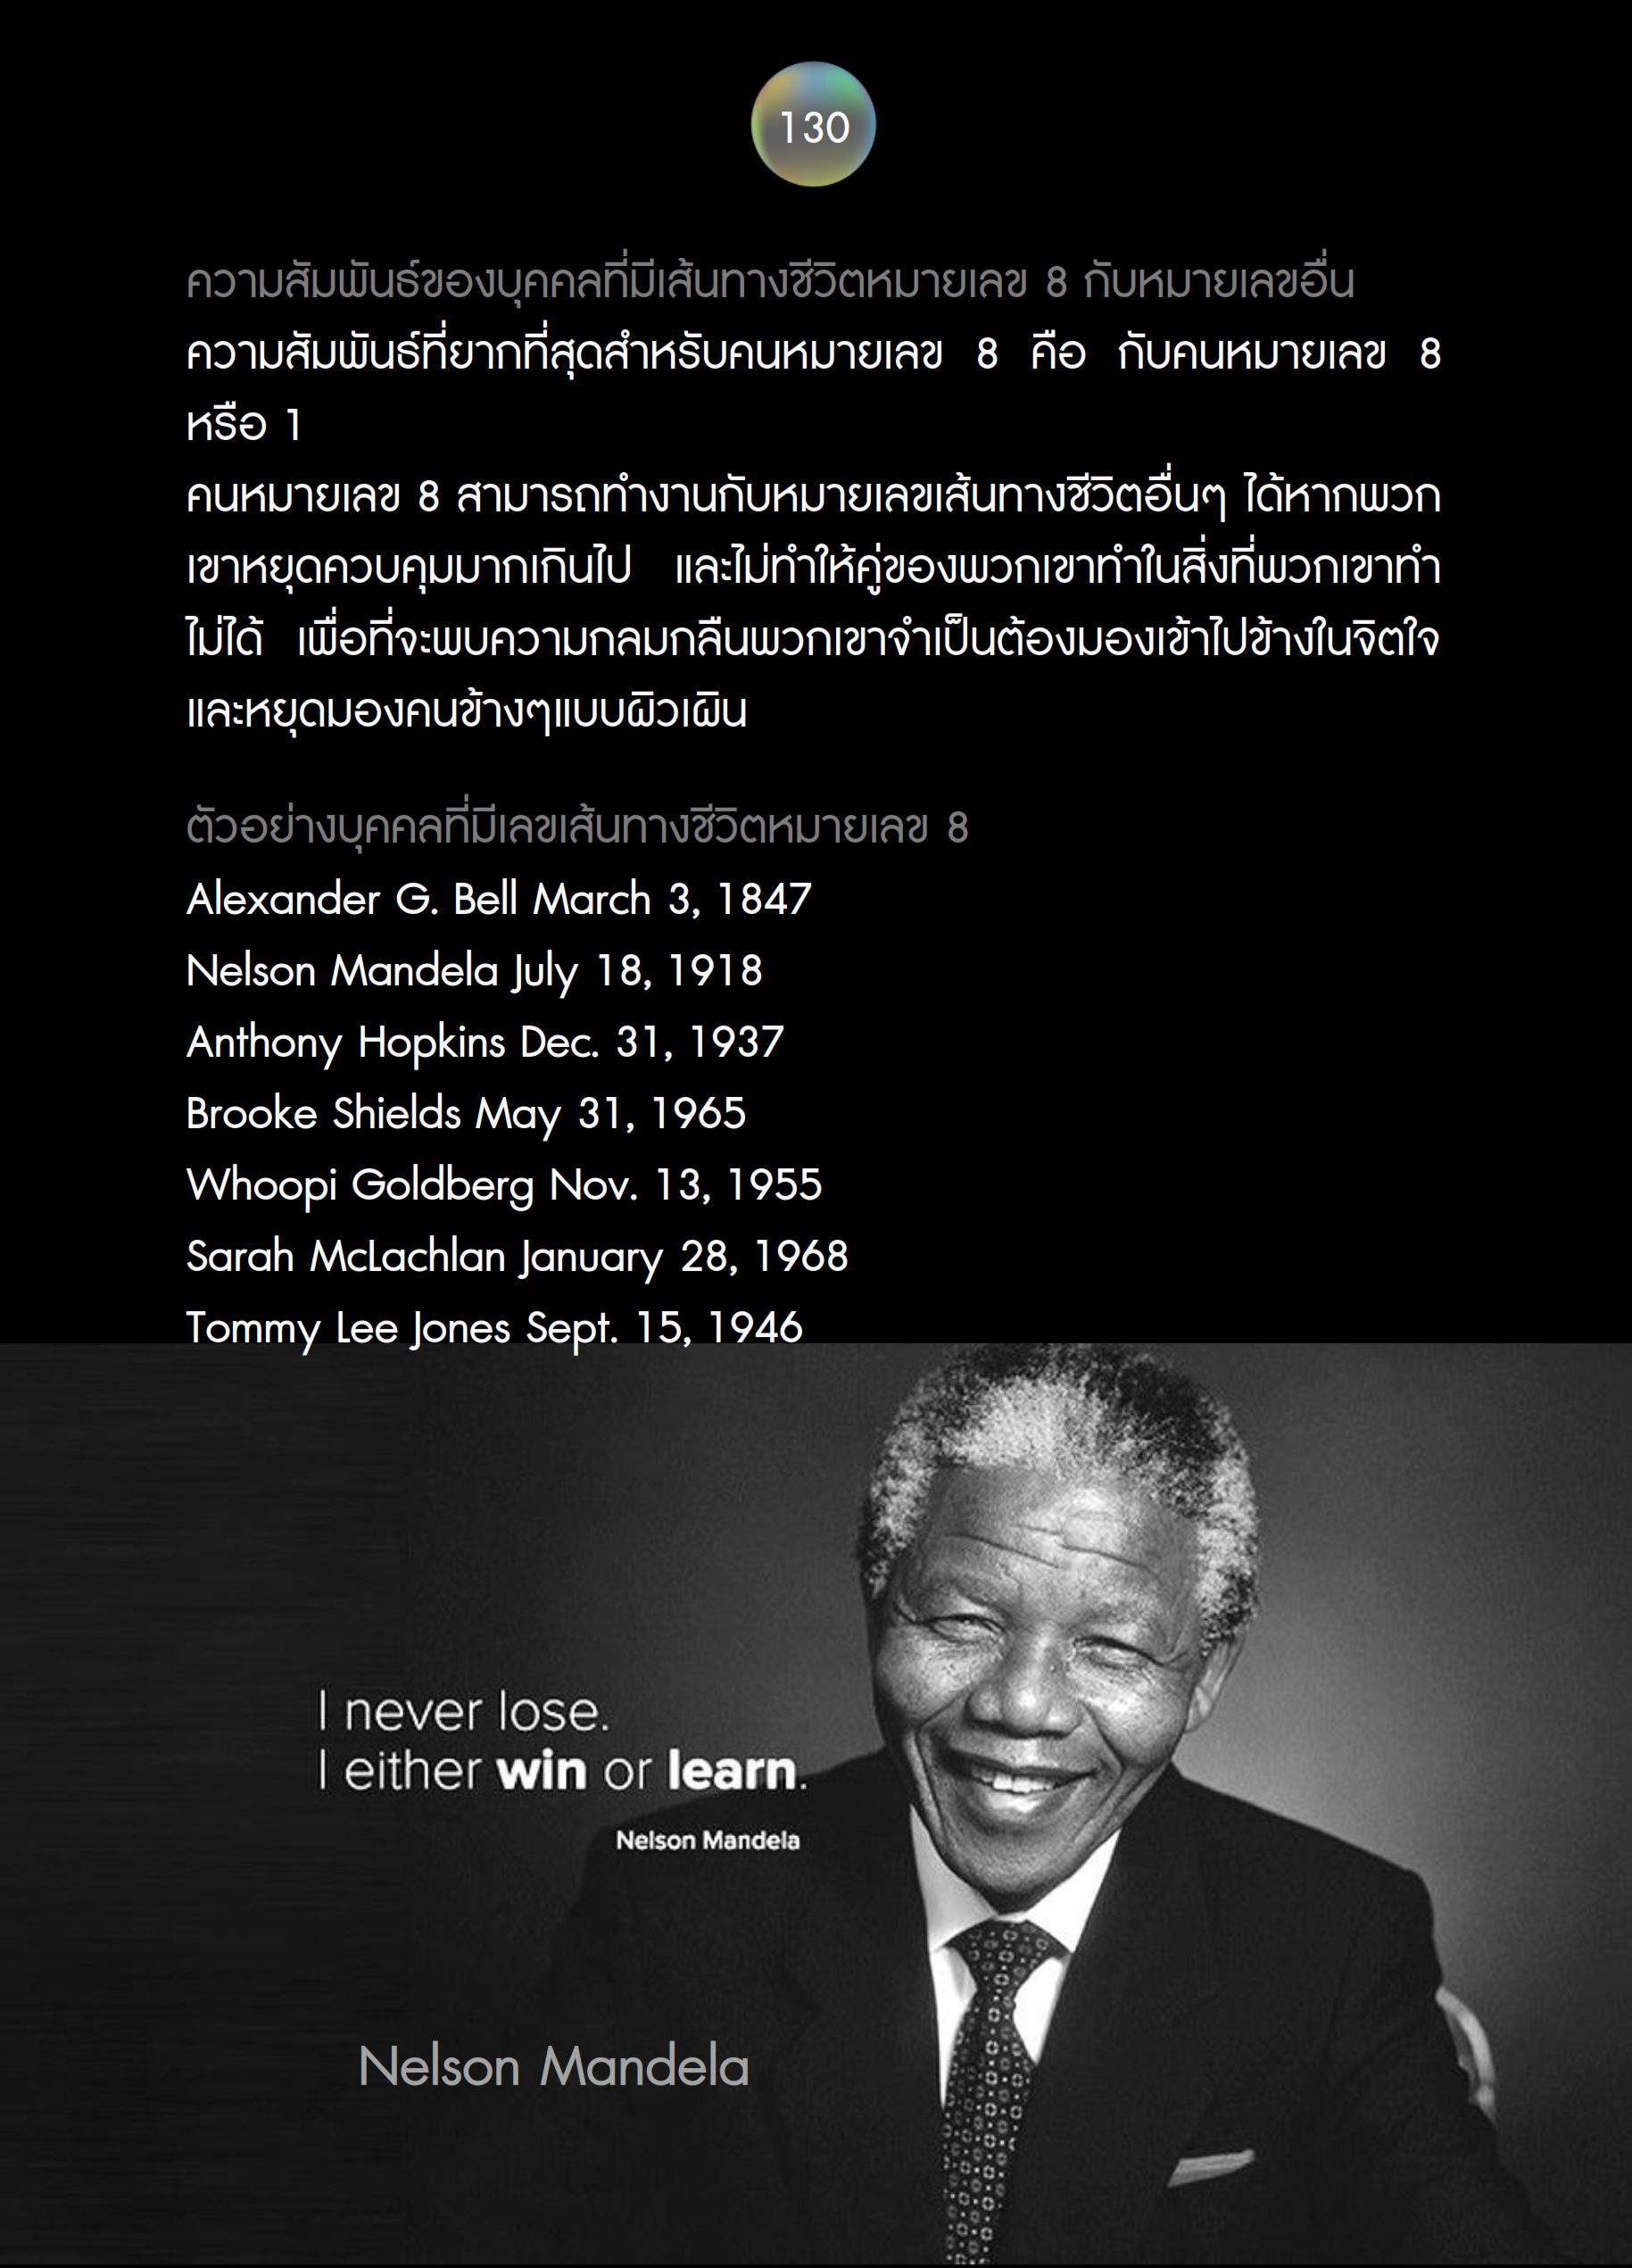 130
ความสัมพันธ์ของบุคคลที่มีเส้นทางชีวิตหมายเลข 8 กับหมายเลขอื่น
ความสัมพันธ์ที่ยากที่สุดสำหรับคนหมายเลข 8 คือ กับคนหมายเลข 8
หรือ 1
คนหมายเลข 8 สามารถทำงานกับหมายเลขเส้นทางชีวิตอื่นๆ ได้หากพวก
เขาหยุดควบคุมมากเกินไป และไม่ทำให้คู่ของพวกเขาทำในสิ่งที่พวกเขาทำ
ไม่ได้ เพื่อที่จะพบความกลมกลืนพวกเขาจำเป็นต้องมองเข้าไปข้างในจิตใจ
และหยุดมองคนข้างๆแบบผิวเผิน
ตัวอย่างบุคคลที่มีเลขเส้นทางชีวิตหมายเลข 8
Alexander G. Bell March 3, 1847
Nelson Mandela July 18, 1918
Anthony Hopkins Dec. 31, 1937
Brooke Shields May 31, 1965
Whoopi Goldberg Nov. 13, 1955
Sarah McLachlan January 28, 1968
Tommy Lee Jones Sept. 15, 1946
I never lose.
I either win or learn.
Nelson Mandela
Nelson Mandela